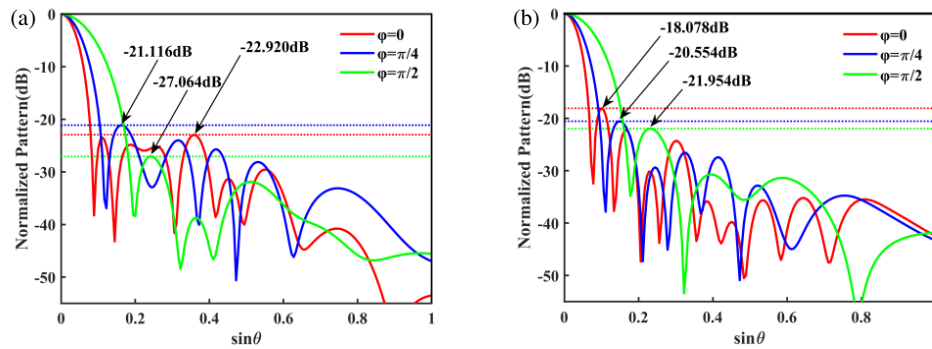 (a)
Normalized Pattern(dB)
0
-10
-20
-30
-40
-50
-21.116dB
-22.920dB
-27.064dB
φ=0
φ=π/4
φ=π/2
0
0.2
0.4
0.6
0.8
1
sinθ
(b)
Normalized Pattern(dB)
0
-10
-20
-30
-40
-50
-18.078dB
-20.554dB
-21.954dB
φ=0
φ=π/4
φ=π/2
0
0.2
0.4
0.6
0.8
sinθ